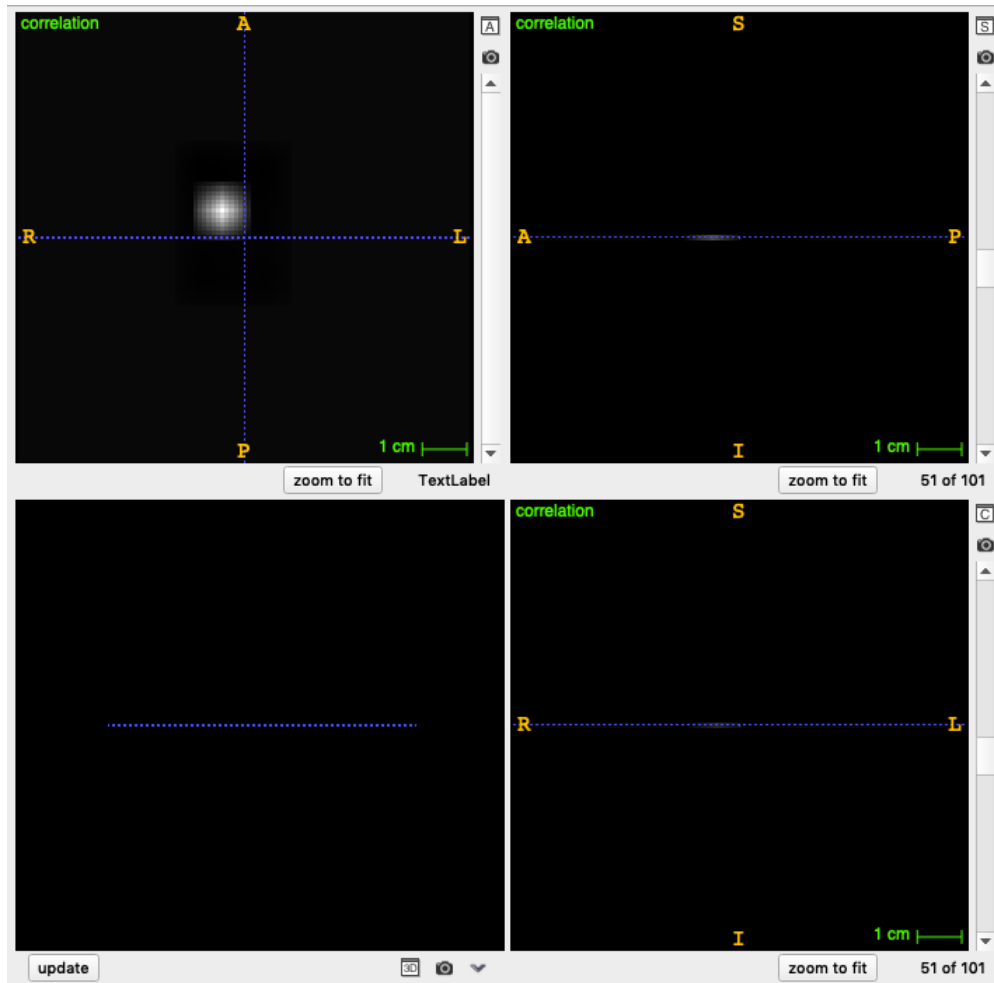 correlation
A
A
R
L
P
1 cm
zoom to fit
TextLabel
correlation
S
S
A
P
I
1 cm
zoom to fit
51 of 101
update
3D
correlation
S
C
R
L
I
1 cm
zoom to fit
51 of 101